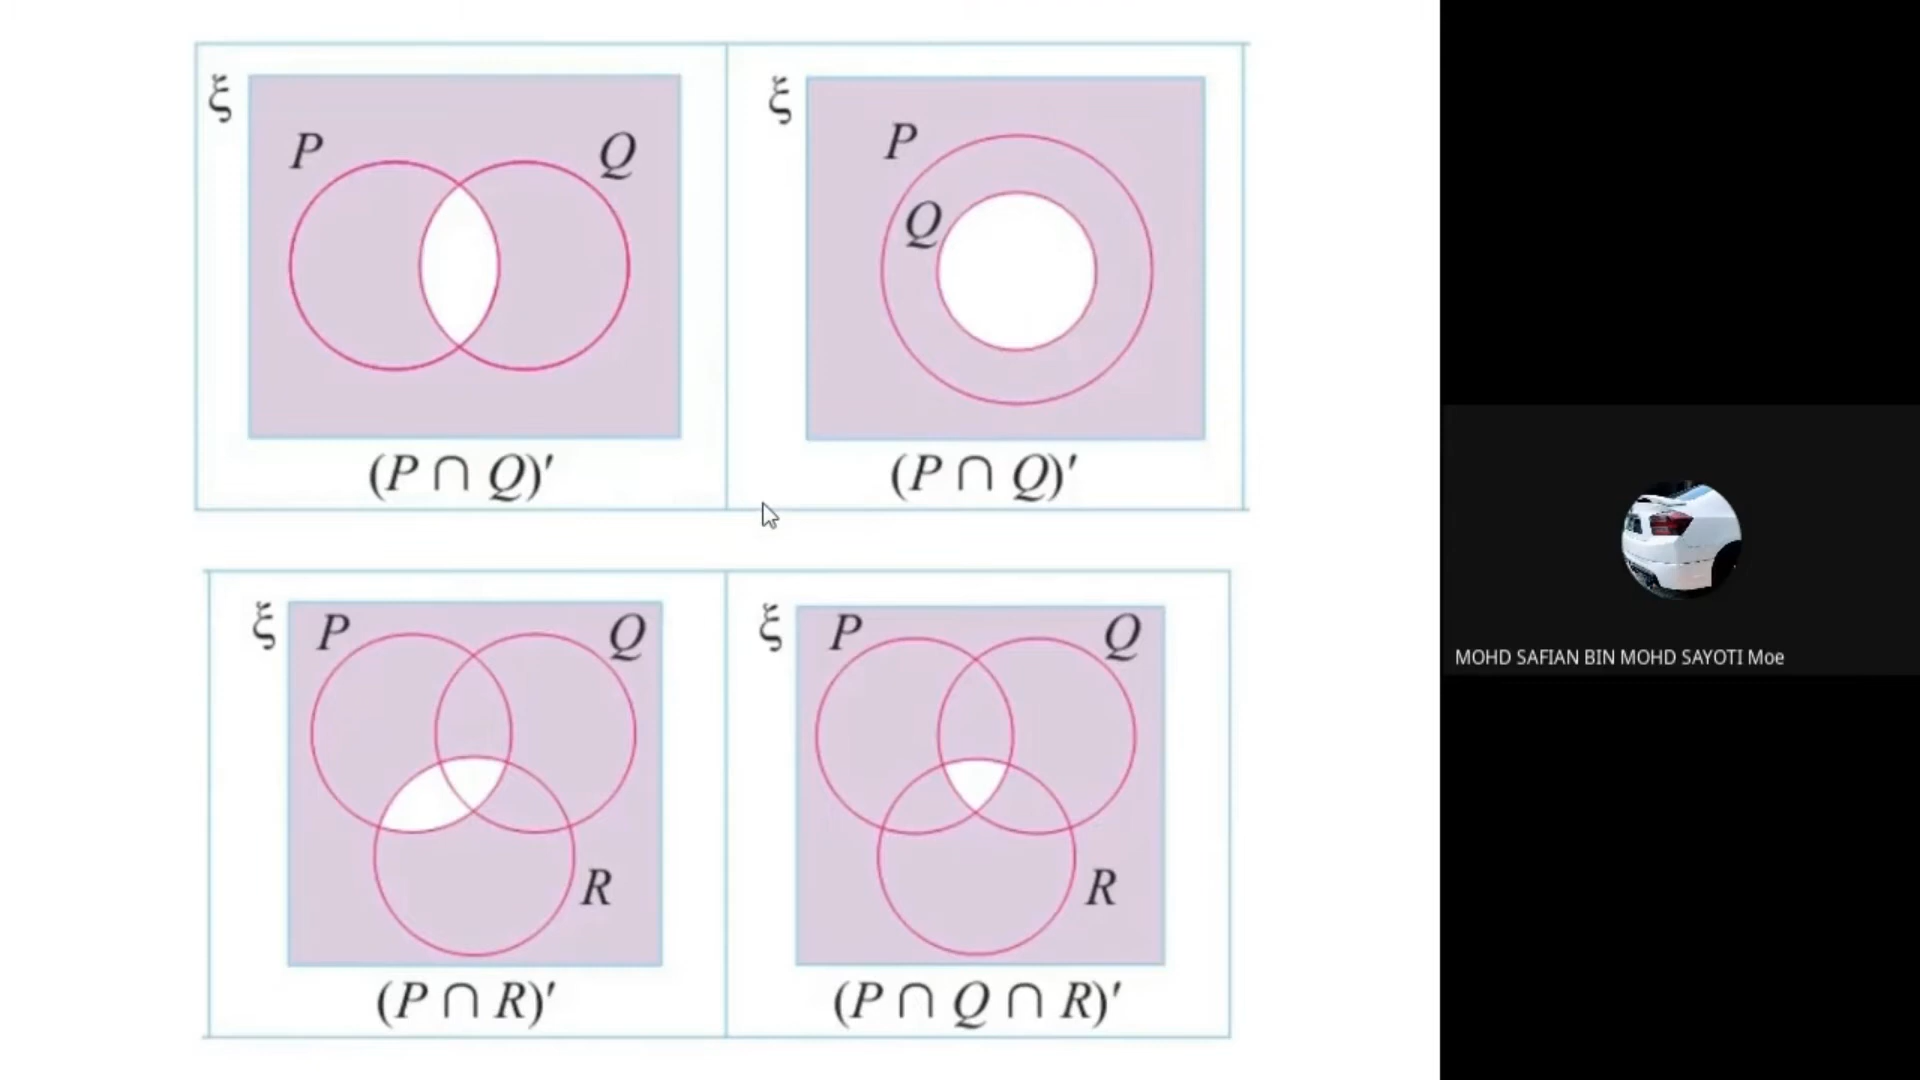 ξ
P
Q
(P ∩ Q)′
ξ
P
Q
(P ∩ Q)′
ξ
P
Q
R
(P ∩ R)′
ξ
P
Q
R
(P ∩ Q ∩ R)′
MOHD SAFIAN BIN MOHD SAYOTI Moe